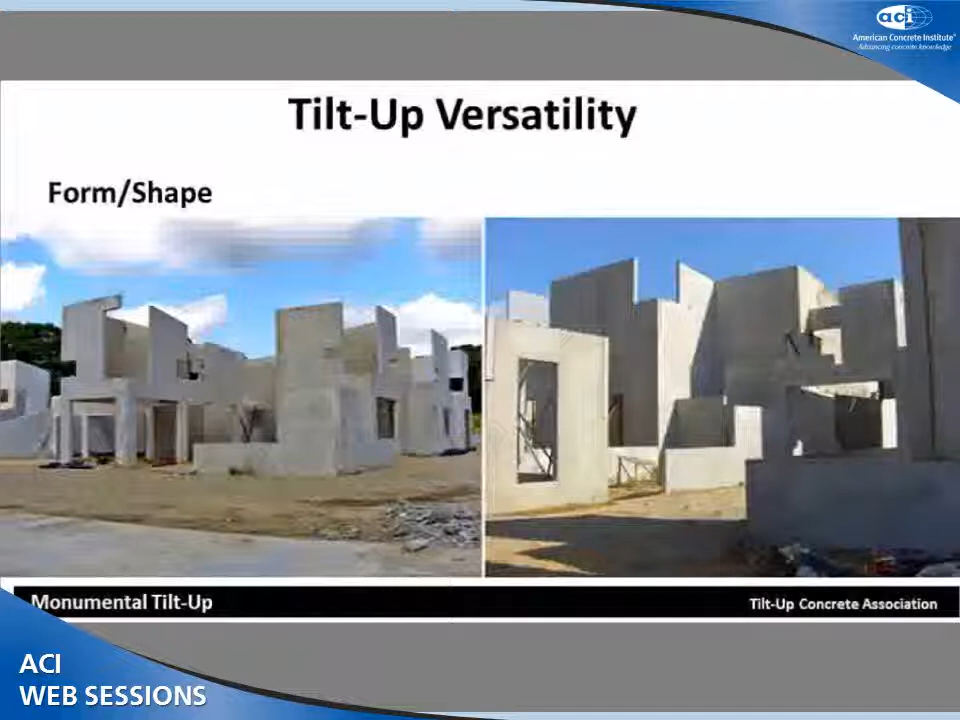 aci
American Concrete Institute®
Advancing concrete knowledge
Tilt-Up Versatility
Form/Shape
Monumental Tilt-Up
Tilt-Up Concrete Association
ACI
WEB SESSIONS